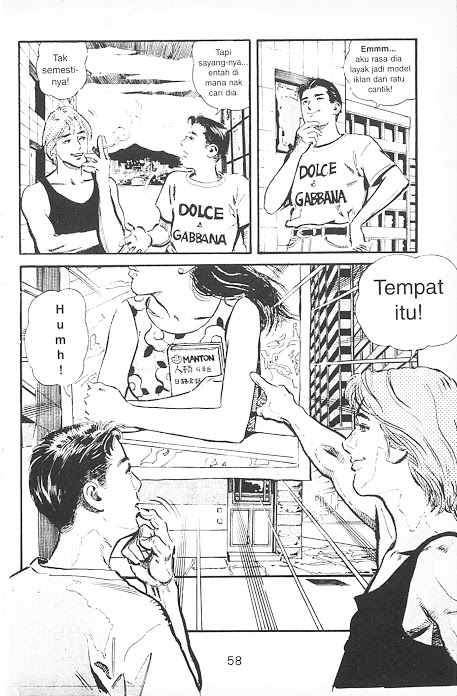 Tak
semesti-
nya!
Tapi
sayang-nya...
entah di
mana nak
cari dia.
DOLCE
&
GABBANA
Emmm...
aku rasa dia
layak jadi model
iklan dan ratu
cantik!
DOLCE
&
GABBANA
Humh!
MANTON
Tempat
itu!
58